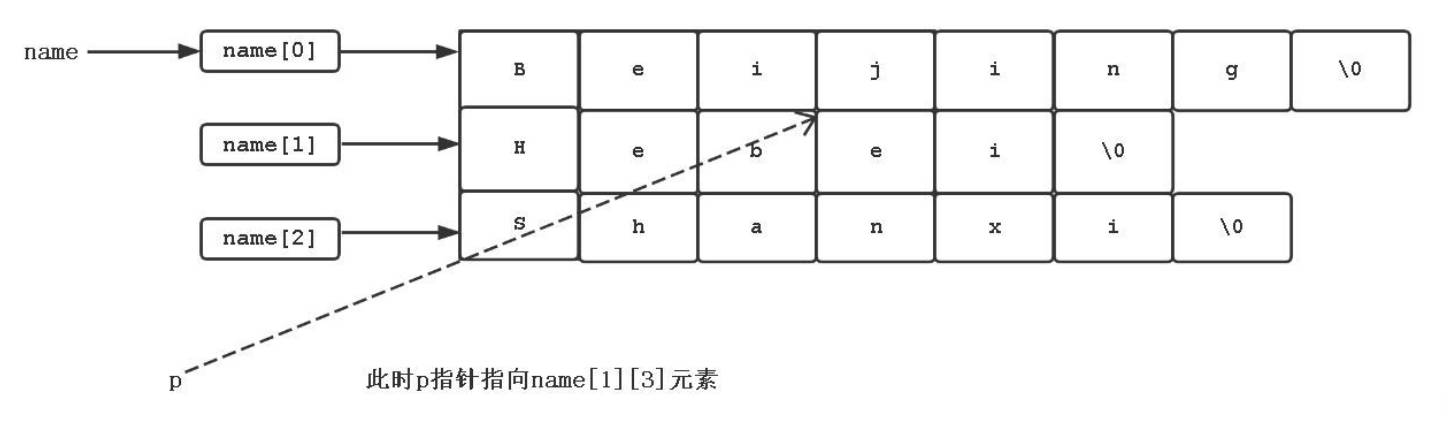 name name[0] B e i j i n g \0
name[1] H e b e i \0
name[2] S h a n x i \0
p 此时p指针指向name[1][3]元素